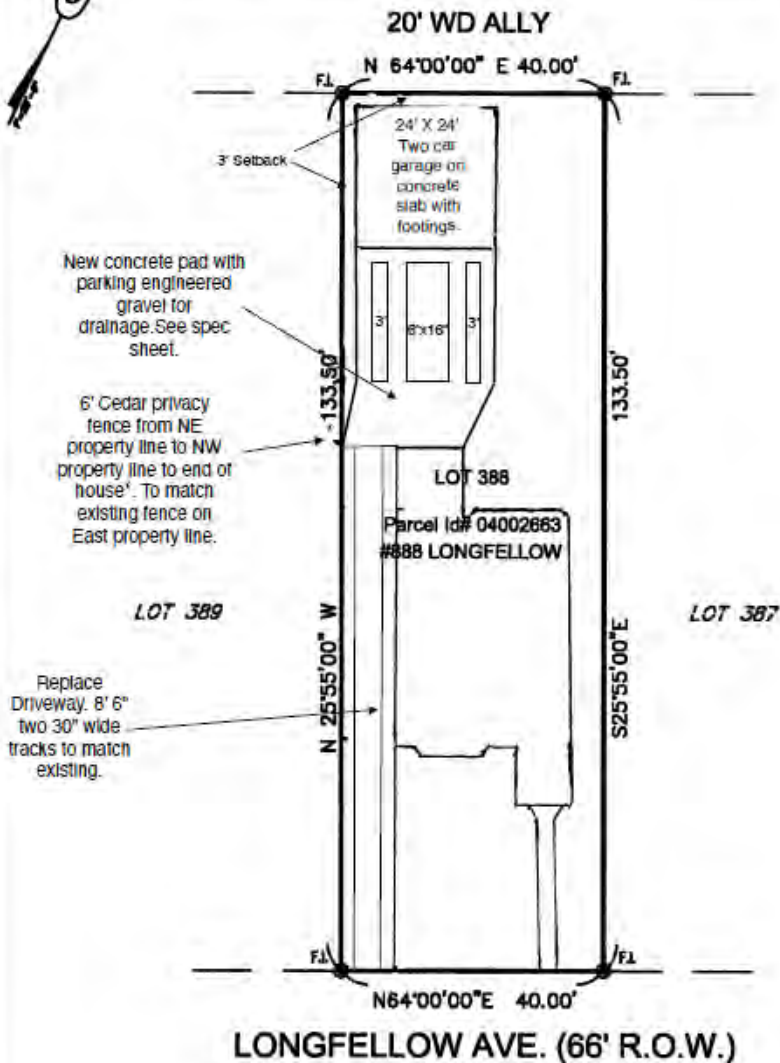 20' WD ALLY
N 64°00'00" E 40.00'
F.I.
F.I.
3' Setback
24' X 24'
Two car
garage on
concrete
slab with
footings.
New concrete pad with
parking engineered
gravel for
drainage.See spec
sheet.
3'
6'x16"
3'
133.50'
133.50'
6' Cedar privacy
fence from NE
property line to NW
property line to end of
house*. To match
existing fence on
East property line.
LOT 388
Parcel Id# 04002663
#888 LONGFELLOW
LOT 389
LOT 387
N 25°55'00" W
S25°55'00"E
Replace
Driveway. 8' 6"
two 30" wide
tracks to match
existing.
F.I.
F.I.
N64°00'00"E 40.00'
LONGFELLOW AVE. (66' R.O.W.)